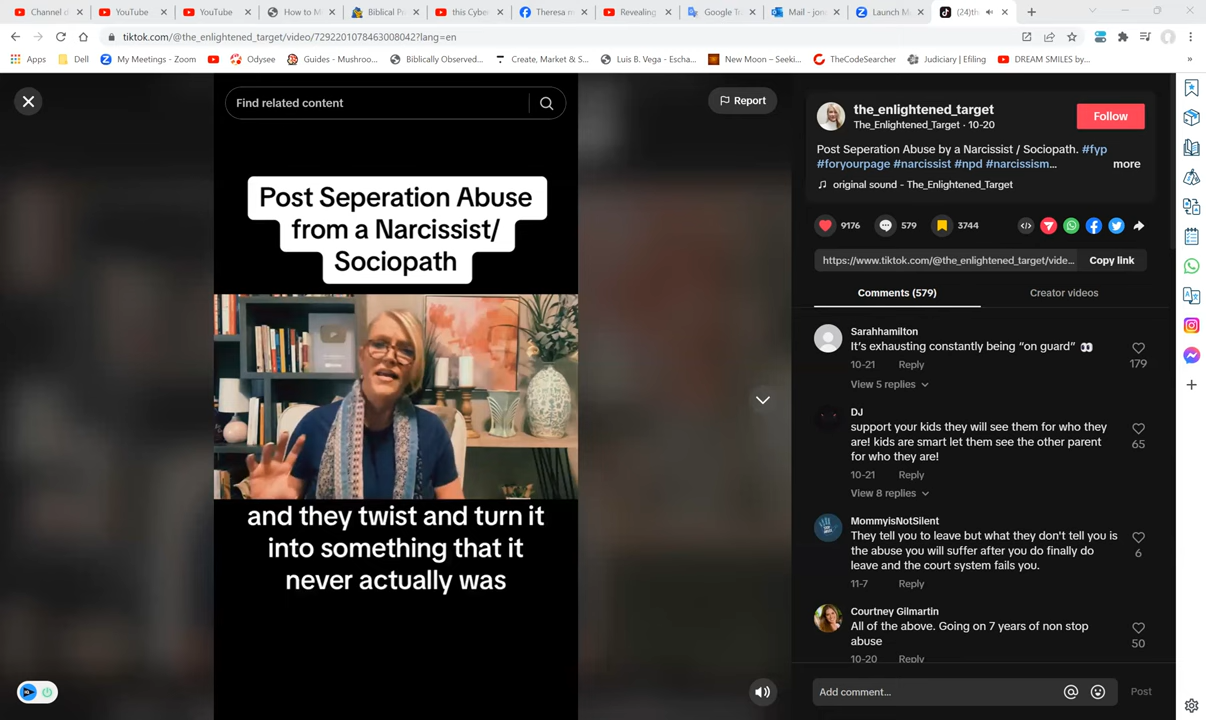 Channel d
YouTube
YouTube
How to M
Biblical P
this Cyber
Theresa m
Revealing
Google Tr
Mail - jon
Launch M
(24)th
tiktok.com/@the_enlightened_target/video/7292201078463008042?lang=en
Apps
Dell
My Meetings - Zoom
Odysee
Guides - Mushroo...
Biblically Observed...
Create, Market & S...
Luis B. Vega - Escha...
New Moon – Seeki...
TheCodeSearcher
Judiciary | Efiling
DREAM SMILES by...
»
Find related content
Report
Post Seperation Abuse
from a Narcissist/
Sociopath
and they twist and turn it
into something that it
never actually was
the_enlightened_target
The_Enlightened_Target · 10-20
Follow
Post Seperation Abuse by a Narcissist / Sociopath. #fyp
#foryourpage #narcissist #npd #narcissism...
more
original sound - The_Enlightened_Target
9176
579
3744
https://www.tiktok.com/@the_enlightened_target/vide...
Copy link
Comments (579)
Creator videos
Sarahhamilton
It's exhausting constantly being “on guard” 👀
179
10-21 Reply
View 5 replies
DJ
support your kids they will see them for who they
are! kids are smart let them see the other parent
for who they are!
65
10-21 Reply
View 8 replies
MommyisNotSilent
They tell you to leave but what they don't tell you is
the abuse you will suffer after you do finally do
leave and the court system fails you.
6
11-7 Reply
Courtney Gilmartin
All of the above. Going on 7 years of non stop
abuse
50
10-20 Reply
Add comment...
Post